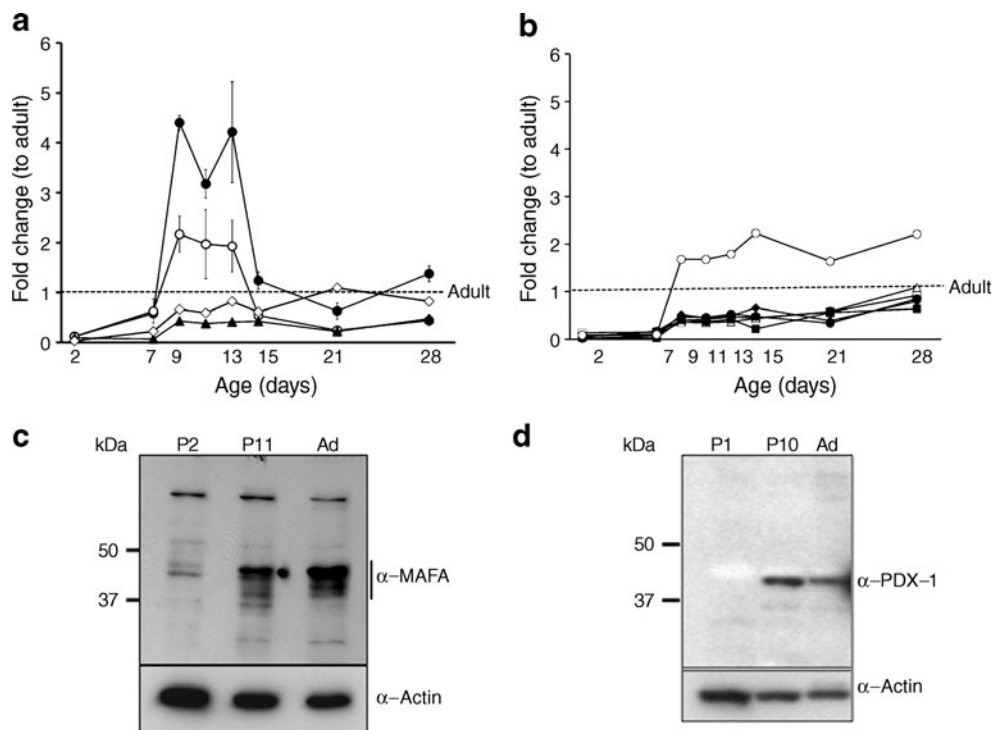 a
6
5
4
3
2
1
0
Fold change (to adult)
Adult
2 7 9 13 15 21 28
Age (days)
b
6
5
4
3
2
1
0
Fold change (to adult)
Adult
2 7 9 11 13 15 21 28
Age (days)
c
kDa P2 P11 Ad
50
37
α–MAFA
α–Actin
d
kDa P1 P10 Ad
50
37
α–PDX–1
α–Actin